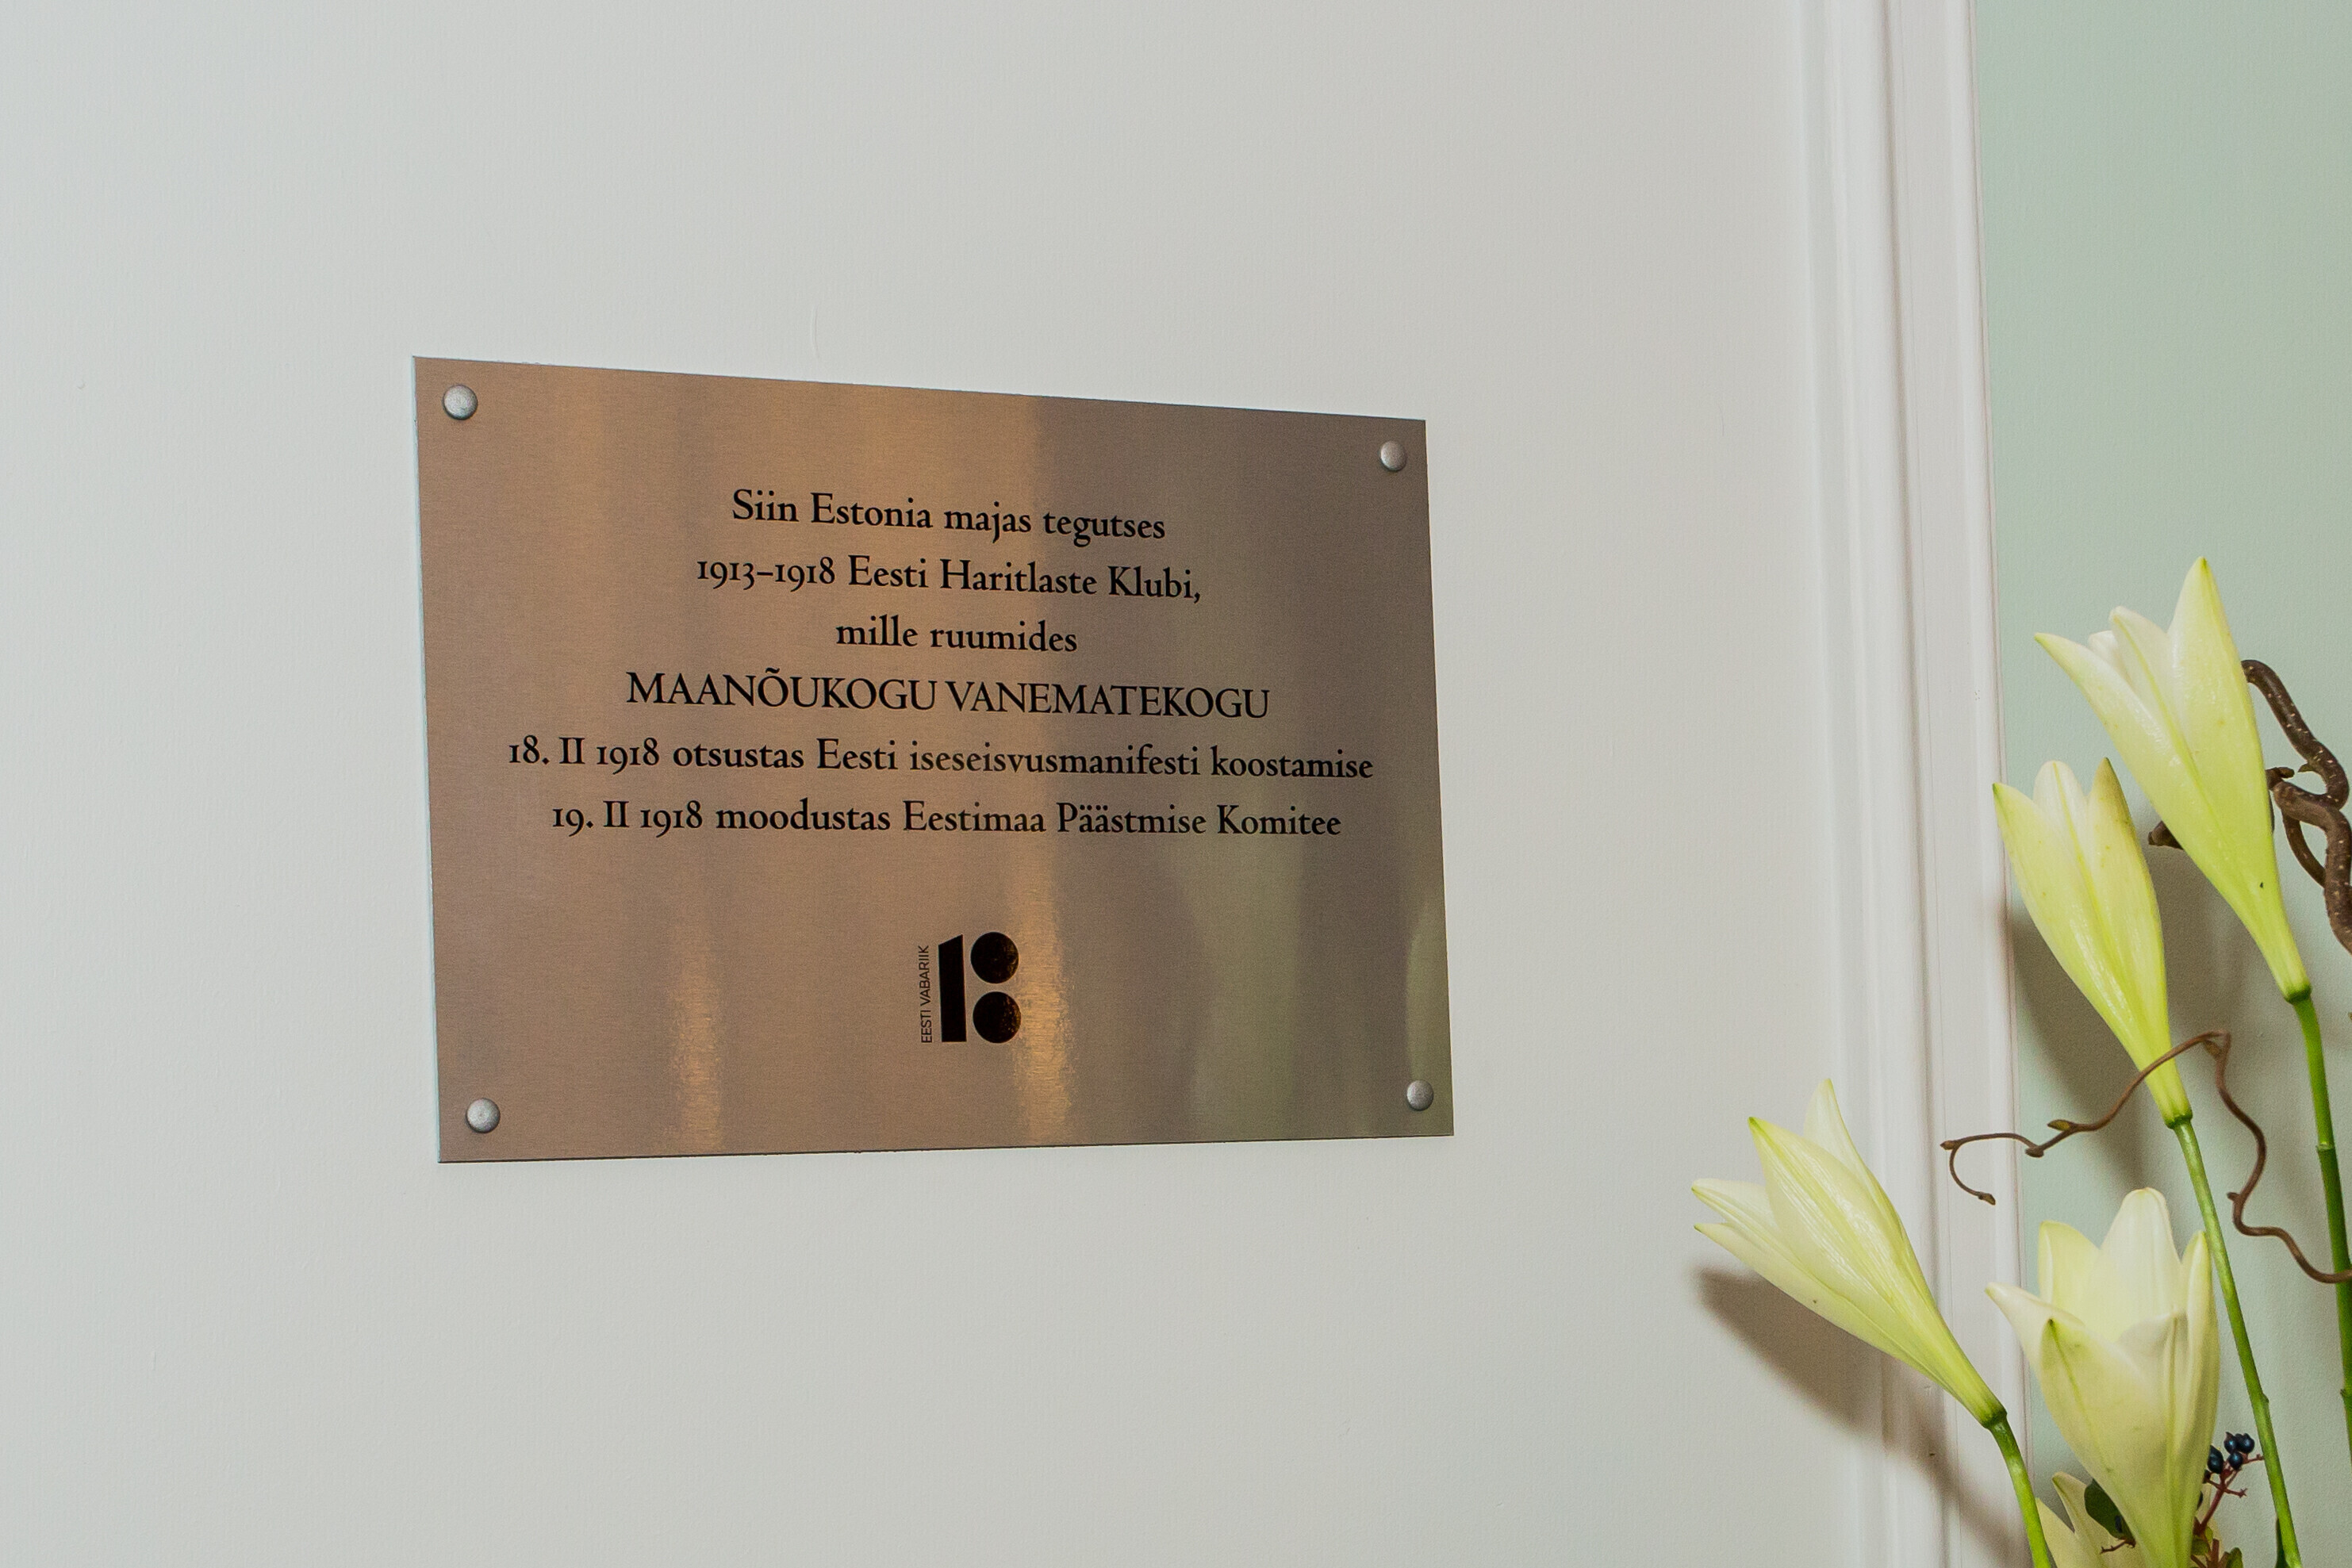 Siin Estonia majas tegutses
1913–1918 Eesti Haritlaste Klubi,
mille ruumides
MAANÕUKOGU VANEMATEKOGU
18. II 1918 otsustas Eesti iseseisvusmanifesti koostamise
19. II 1918 moodustas Eestimaa Päästmise Komitee
EESTI VABARIIK